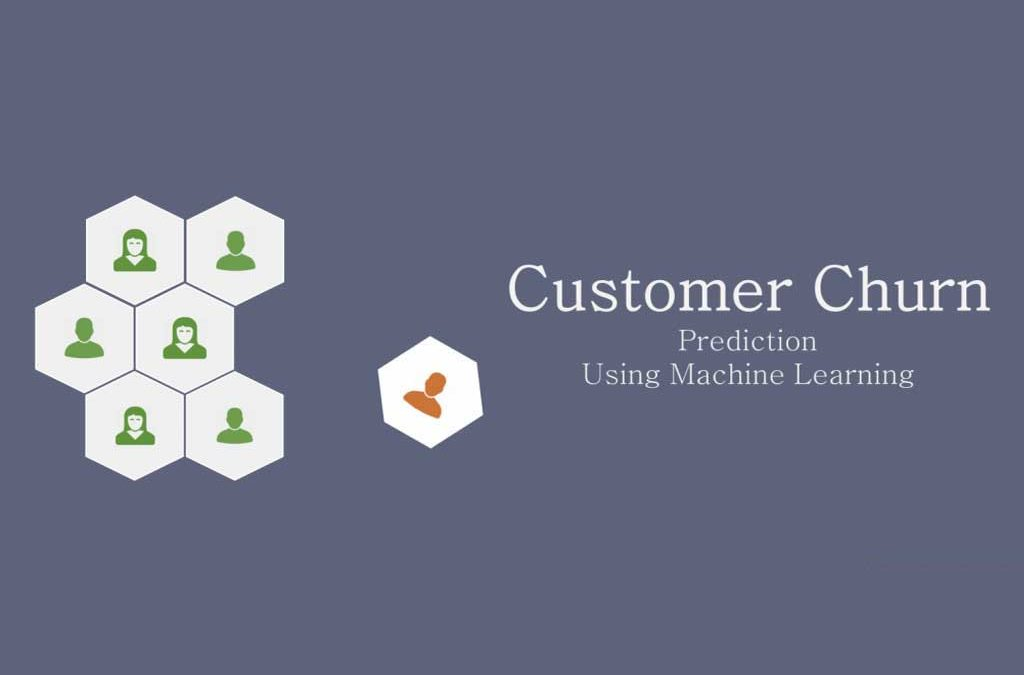 Customer Churn
Prediction
Using Machine Learning